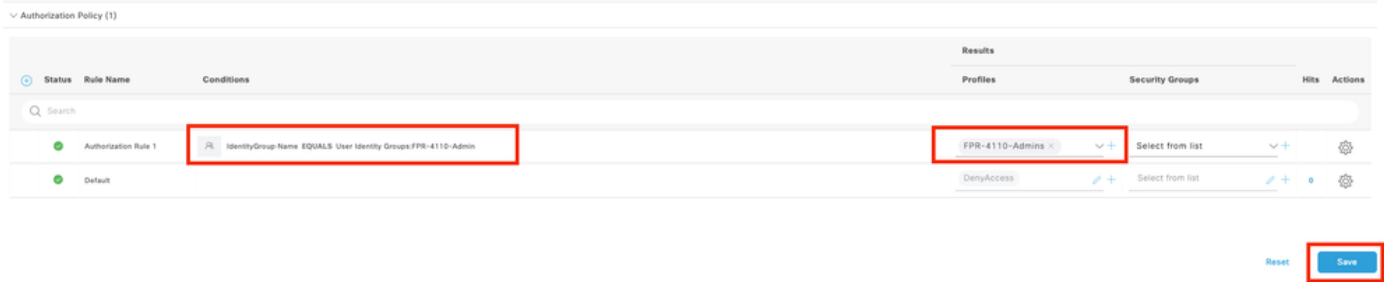 Authorization Policy (1)
Results
Status Rule Name Conditions Profiles Security Groups Hits Actions
Search
Authorization Rule 1 IdentityGroup·Name EQUALS User Identity Groups:FPR-4110-Admin FPR-4110-Admins × Select from list
Default DenyAccess Select from list 0
Reset Save